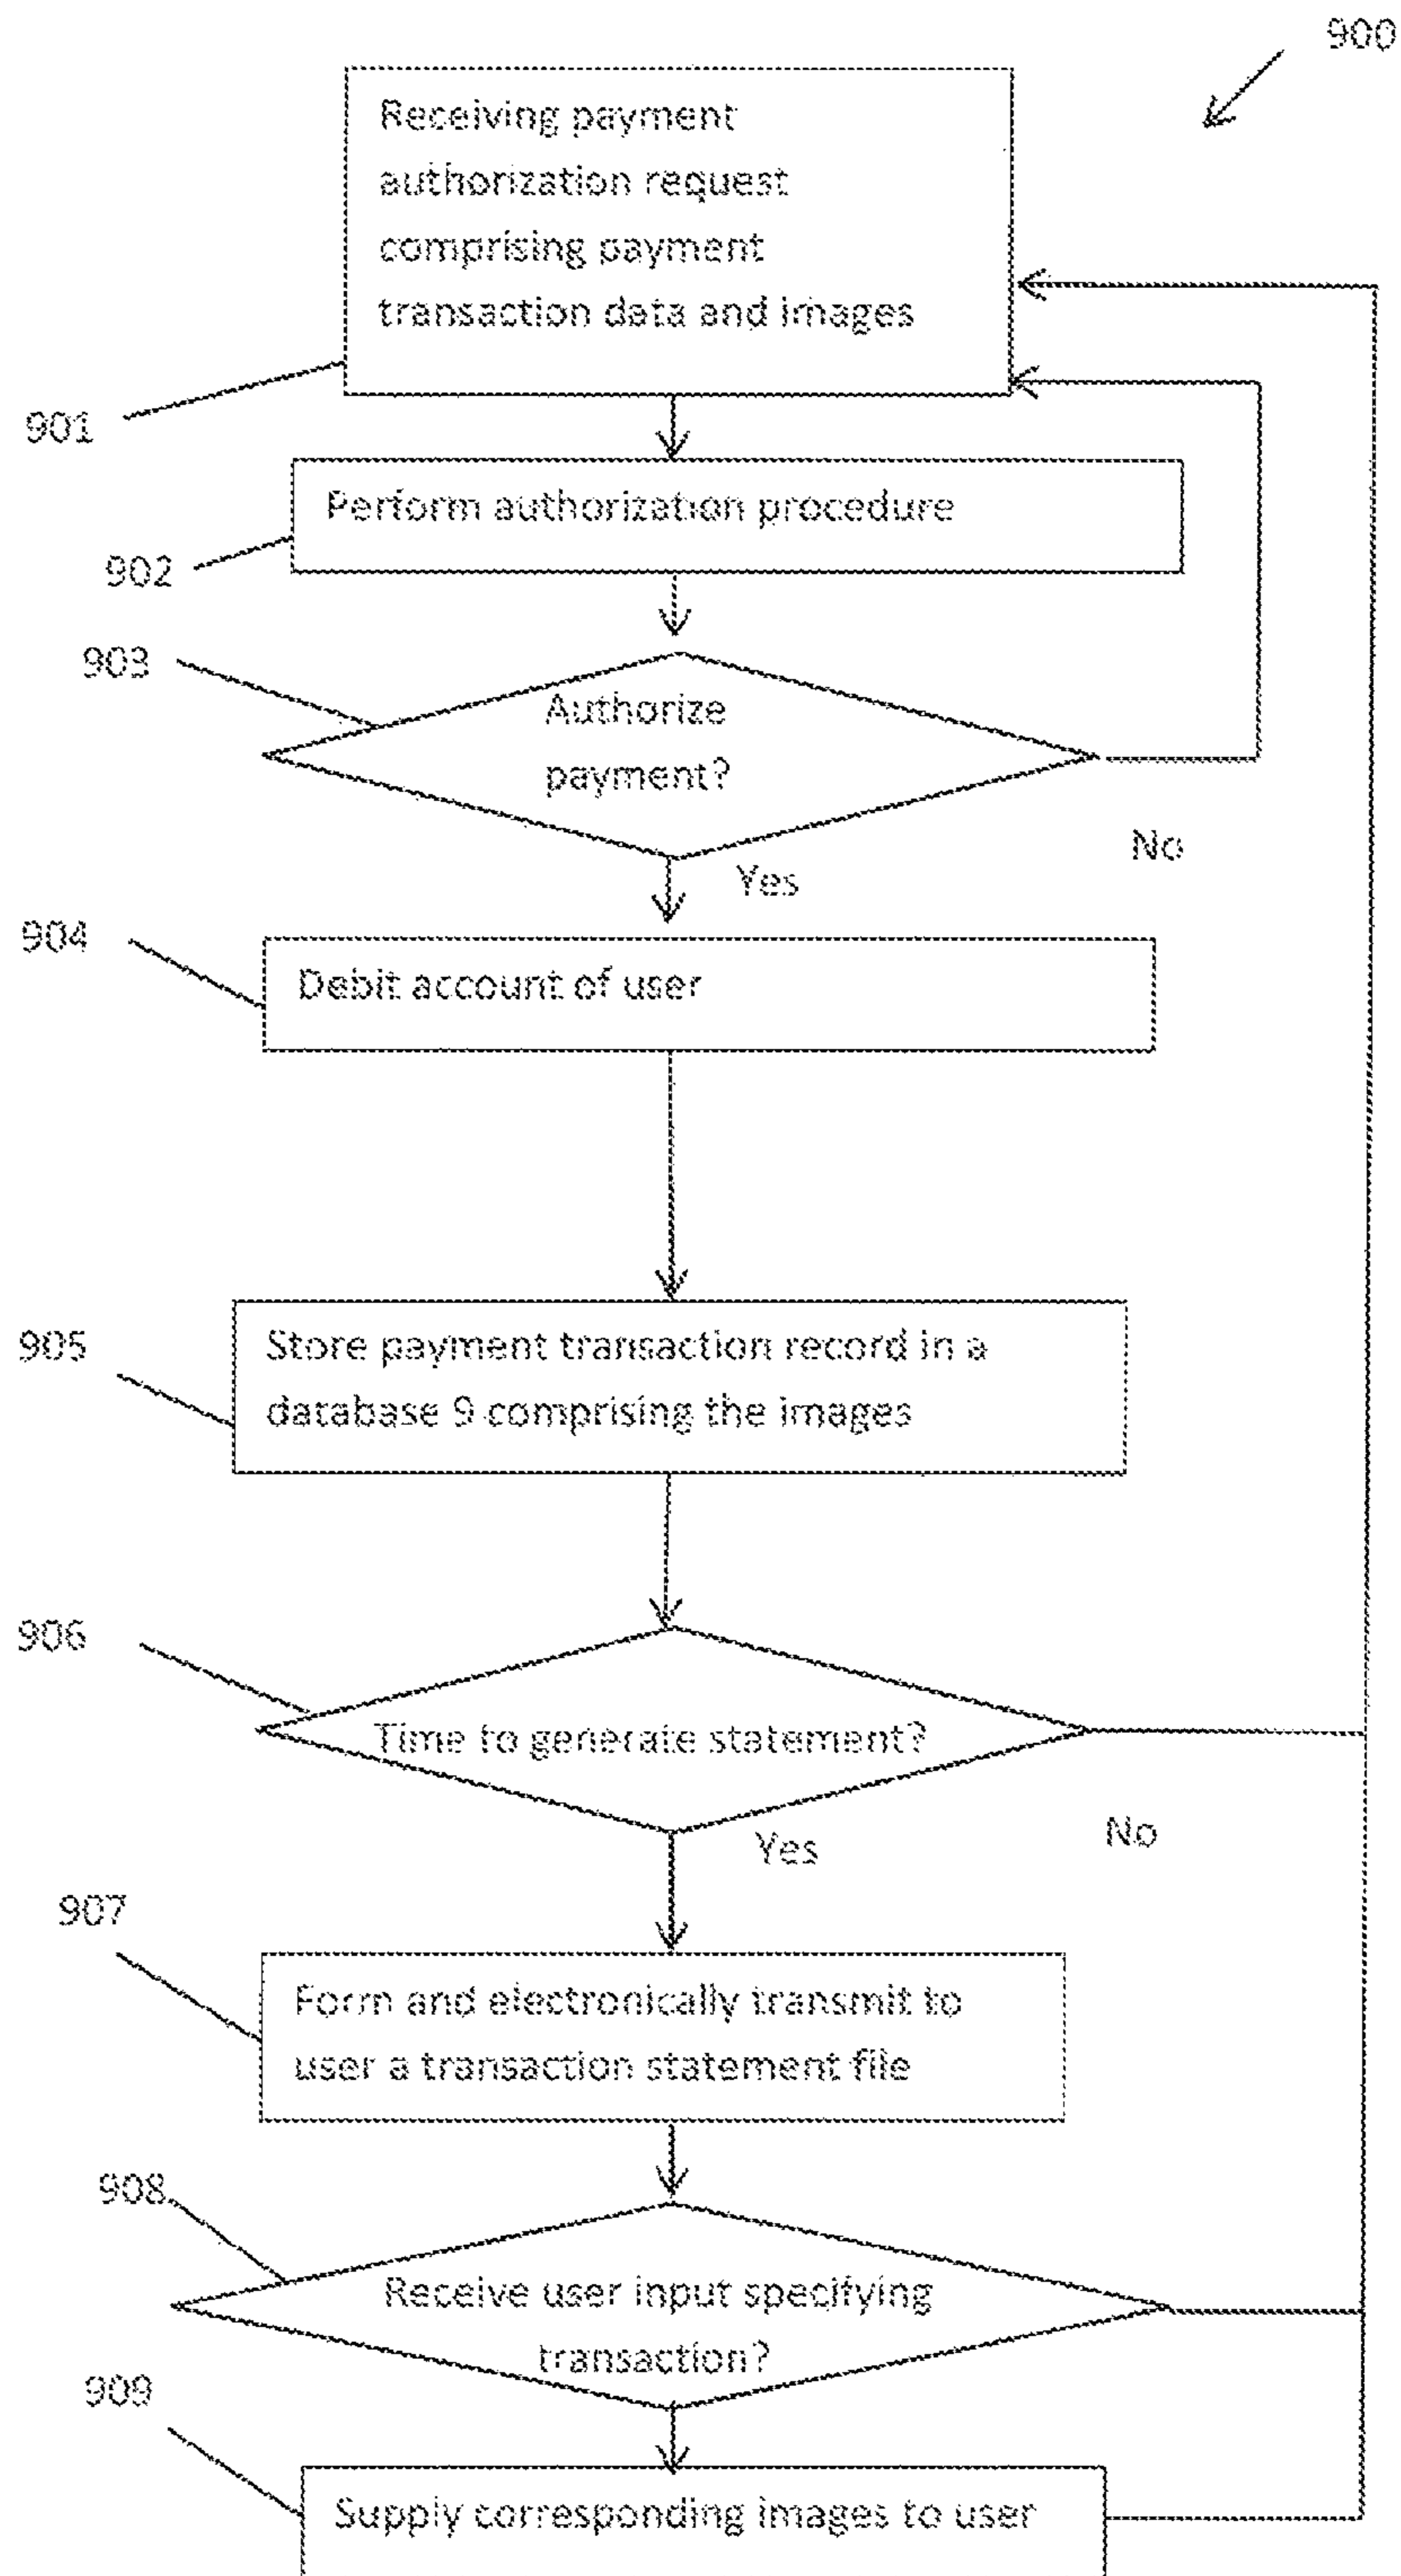 900
Receiving payment
authorization request
comprising payment
transaction data and images
901
Perform authorization procedure
902
903
Authorize
payment?
No
Yes
904
Debit account of user
905
Store payment transaction record in a
database 9 comprising the images
906
Time to generate statement?
Yes
No
907
Form and electronically transmit to
user a transaction statement file
908
Receive user input specifying
transaction?
909
Supply corresponding images to user